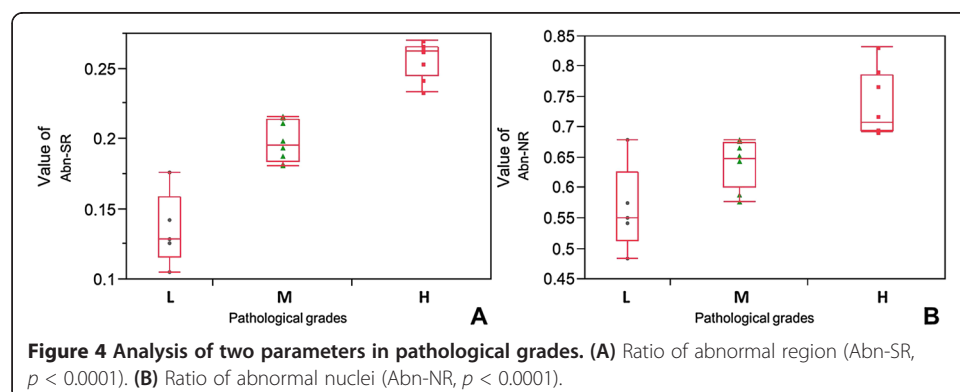 0.25
0.2
0.15
0.1
Value of
Abn-SR
L M H
Pathological grades
A
0.85
0.8
0.75
0.7
0.65
0.6
0.55
0.5
0.45
Value of
Abn-NR
L M H
Pathological grades
B
Figure 4 Analysis of two parameters in pathological grades. (A) Ratio of abnormal region (Abn-SR,
p < 0.0001). (B) Ratio of abnormal nuclei (Abn-NR, p < 0.0001).